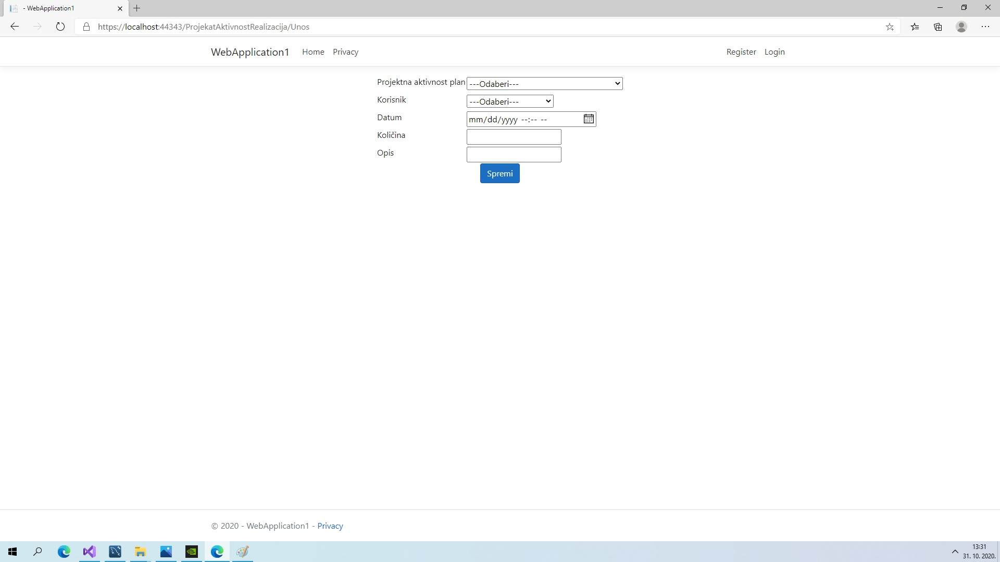 - WebApplication1
https://localhost:44343/ProjekatAktivnostRealizacija/Unos
WebApplication1 Home Privacy Register Login
Projektna aktivnost plan ---Odaberi---
Korisnik ---Odaberi---
Datum mm/dd/yyyy --:-- --
Količina
Opis
Spremi
© 2020 - WebApplication1 - Privacy
13:31
31. 10. 2020.